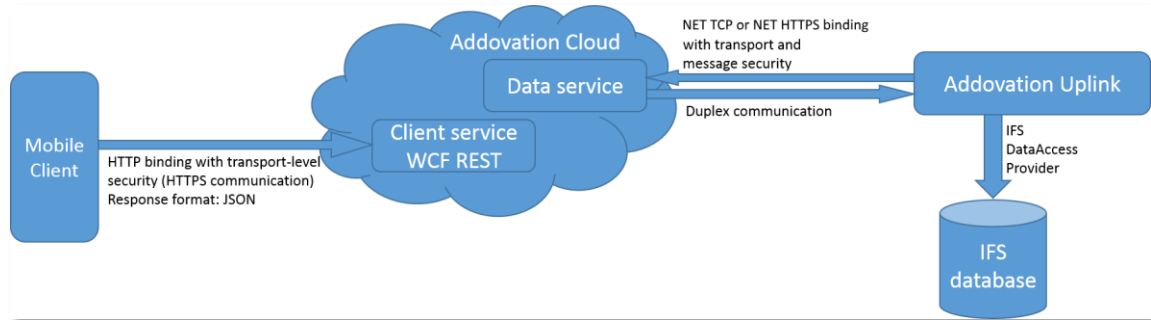 Mobile
Client
HTTP binding with transport-level
security (HTTPS communication)
Response format: JSON
Addovation Cloud
Data service
Client service
WCF REST
NET TCP or NET HTTPS binding
with transport and
message security
Duplex communication
Addovation Uplink
IFS
DataAccess
Provider
IFS
database